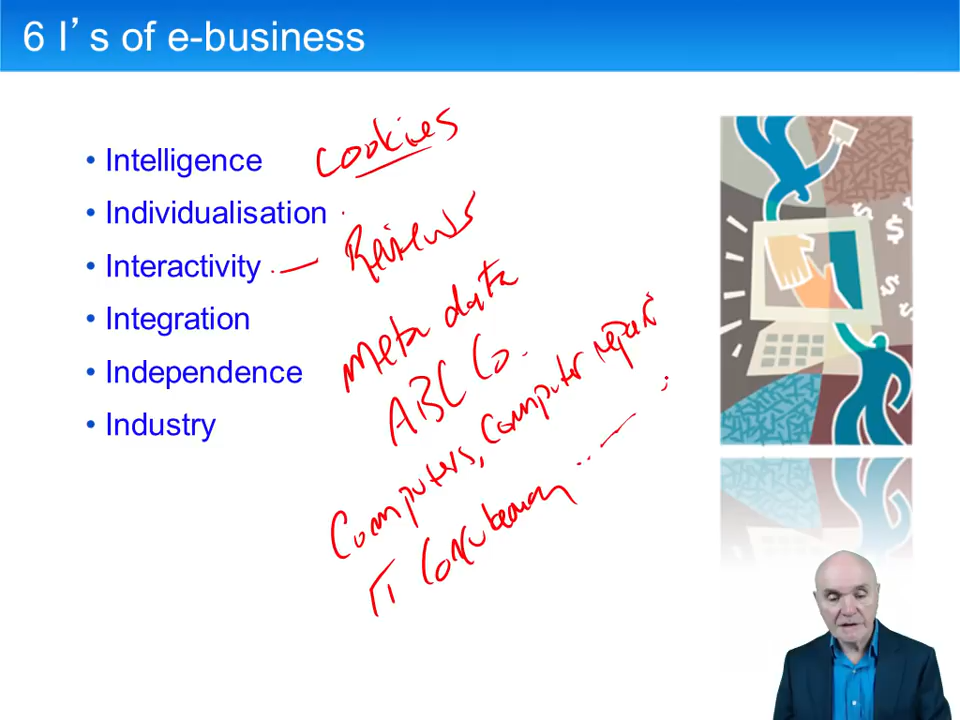 6 I's of e-business
• Intelligence
cookies
• Individualisation
• Interactivity
Reviews
• Integration
• Independence
• Industry
Meta data
ABC Co.
Computers, computer repair
IT